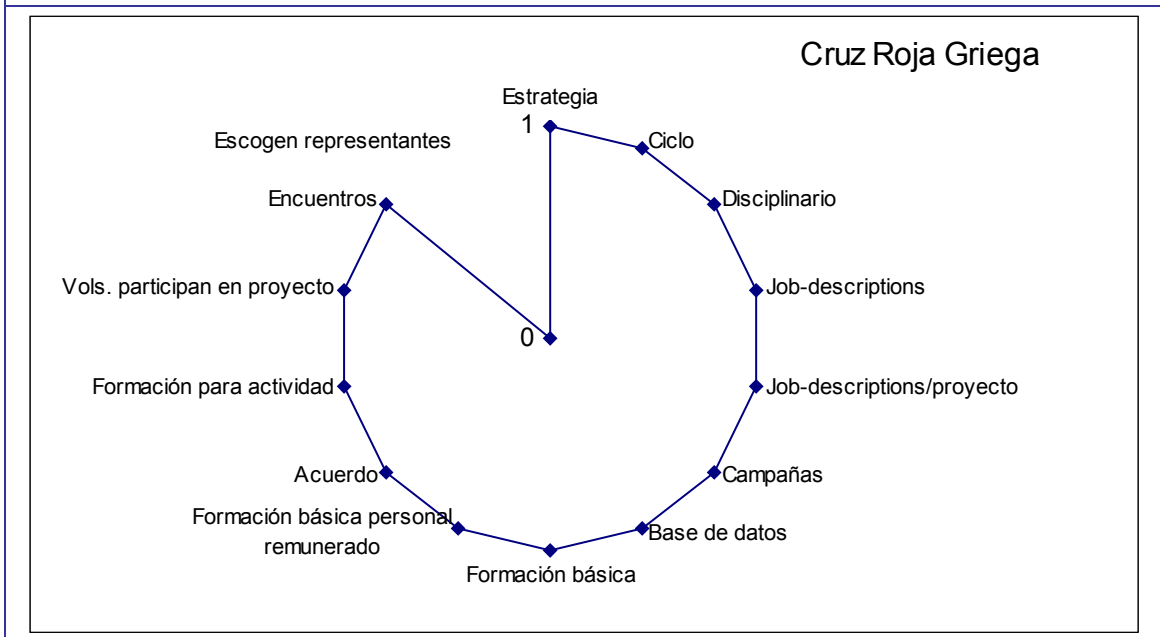 Cruz Roja Griega
Estrategia
1
Escogen representantes
Ciclo
Encuentros
Disciplinario
Vols. participan en proyecto
Job-descriptions
0
Formación para actividad
Job-descriptions/proyecto
Acuerdo
Campañas
Formación básica personal
remunerado
Base de datos
Formación básica